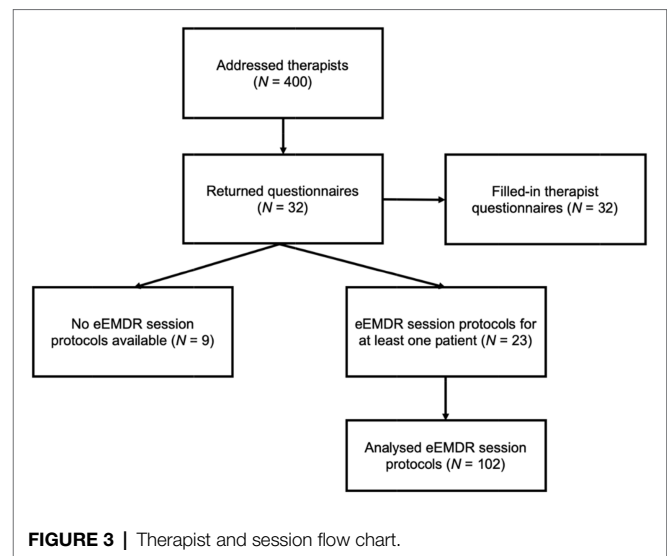 Addressed therapists
(N = 400)
Returned questionnaires
(N = 32)
Filled-in therapist
questionnaires (N = 32)
No eEMDR session
protocols available (N = 9)
eEMDR session protocols for
at least one patient (N = 23)
Analysed eEMDR session
protocols (N = 102)
FIGURE 3 | Therapist and session flow chart.